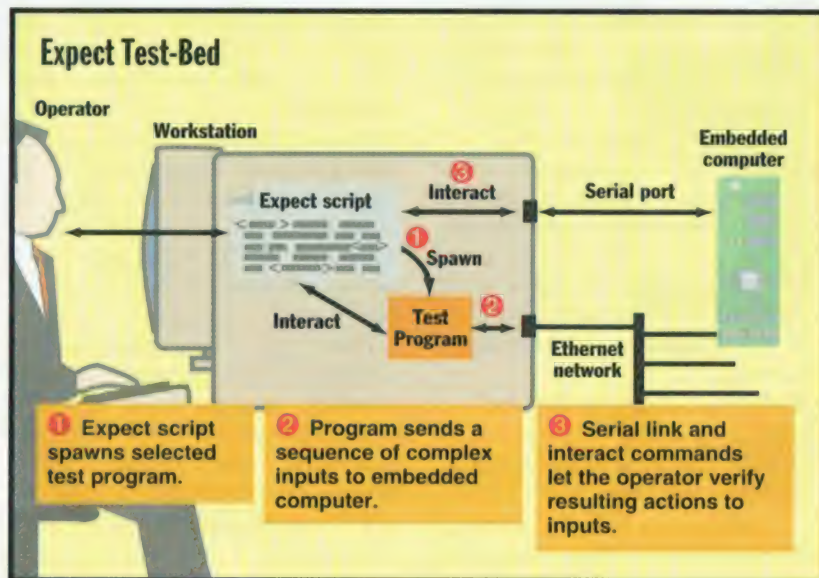 Expect Test-Bed
Operator
Workstation
Embedded
computer
3
Interact
Serial port
Expect script
1
Spawn
Interact
Test
Program
2
Ethernet
network
1 Expect script
spawns selected
test program.
2 Program sends a
sequence of complex
inputs to embedded
computer.
3 Serial link and
interact commands
let the operator verify
resulting actions to
inputs.